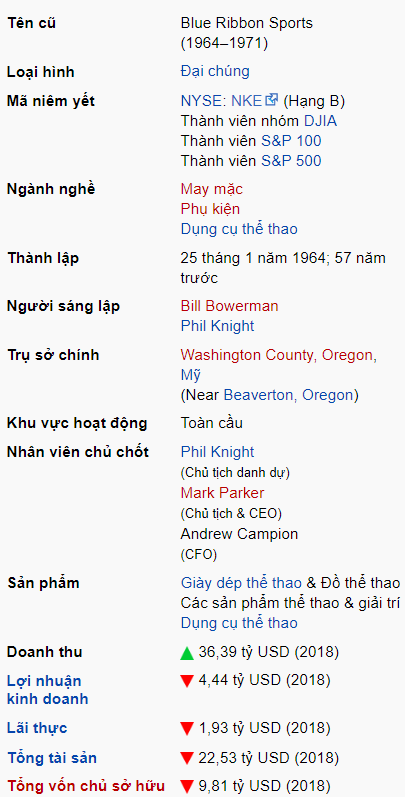 Tên cũ Blue Ribbon Sports
(1964–1971)
Loại hình Đại chúng
Mã niêm yết NYSE: NKE (Hạng B)
Thành viên nhóm DJIA
Thành viên S&P 100
Thành viên S&P 500
Ngành nghề May mặc
Phụ kiện
Dụng cụ thể thao
Thành lập 25 tháng 1 năm 1964; 57 năm
trước
Người sáng lập Bill Bowerman
Phil Knight
Trụ sở chính Washington County, Oregon,
Mỹ
(Near Beaverton, Oregon)
Khu vực hoạt động Toàn cầu
Nhân viên chủ chốt Phil Knight
(Chủ tịch danh dự)
Mark Parker
(Chủ tịch & CEO)
Andrew Campion
(CFO)
Sản phẩm Giày dép thể thao & Đồ thể thao
Các sản phẩm thể thao & giải trí
Dụng cụ thể thao
Doanh thu ▲ 36,39 tỷ USD (2018)
Lợi nhuận ▼ 4,44 tỷ USD (2018)
kinh doanh
Lãi thực ▼ 1,93 tỷ USD (2018)
Tổng tài sản ▼ 22,53 tỷ USD (2018)
Tổng vốn chủ sở hữu ▼ 9,81 tỷ USD (2018)